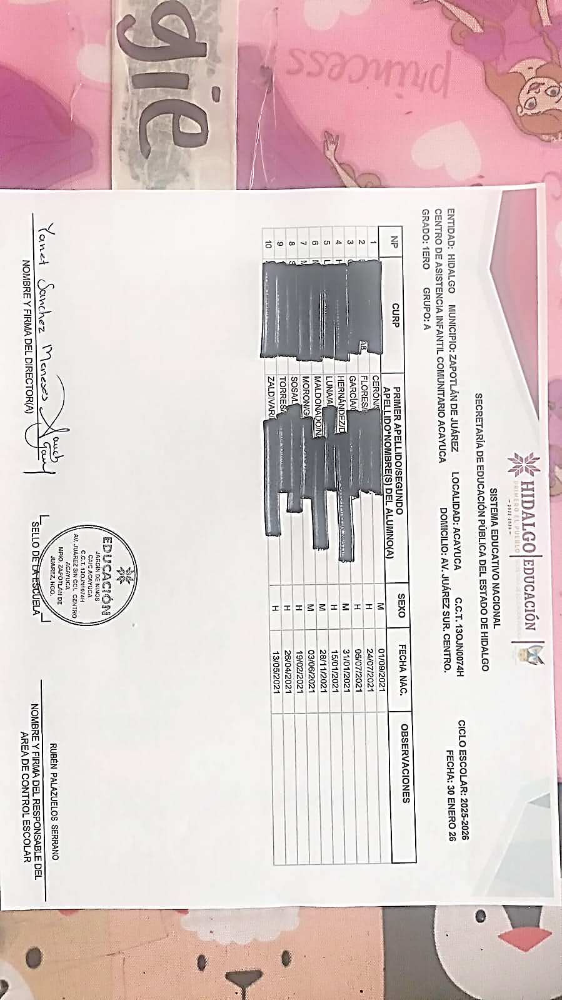 gie
princess
HIDALGO EDUCACIÓN
PRIMERO EL PUEBLO
SISTEMA EDUCATIVO NACIONAL
SECRETARÍA DE EDUCACIÓN PÚBLICA DEL ESTADO DE HIDALGO
CICLO ESCOLAR: 2025-2026
ENTIDAD: HIDALGO MUNICIPIO: ZAPOTLÁN DE JUÁREZ LOCALIDAD: ACAYUCA C.C.T. 13OJN0074H FECHA: 30 ENERO 26
CENTRO DE ASISTENCIA INFANTIL COMUNITARIO ACAYUCA DOMICILIO: AV. JUÁREZ SUR. CENTRO.
GRADO: 1ERO GRUPO: A
NP CURP PRIMER APELLIDO/SEGUNDO APELLIDO*NOMBRE(S) DEL ALUMNO(A) SEXO FECHA NAC. OBSERVACIONES
1 CERÓN/ M 01/09/2021
2 FLORES/ H 24/07/2021
3 GARCÍA/ H 05/07/2021
4 HERNÁNDEZ/ M 31/01/2021
5 LUNA/ H 15/01/2021
6 MALDONADO/ M 28/11/2021
7 MORON/ M 03/06/2021
8 SOSA/ H 19/02/2021
9 TORRES/ H 26/04/2021
10 ZALDIVAR/ H 13/05/2021
Yanet Sanchez Meneses
NOMBRE Y FIRMA DEL DIRECTOR(A)
EDUCACIÓN
JARDÍN DE NIÑOS
CAIC ACAYUCA
C.C.T. 13OJN0074H
AV. JUÁREZ SIN COL. CENTRO
ACAYUCA
MPIO. ZAPOTLÁN DE
JUÁREZ, HGO.
SELLO DE LA ESCUELA
RUBÉN PALAZUELOS SERRANO
NOMBRE Y FIRMA DEL RESPONSABLE DEL
AREA DE CONTROL ESCOLAR